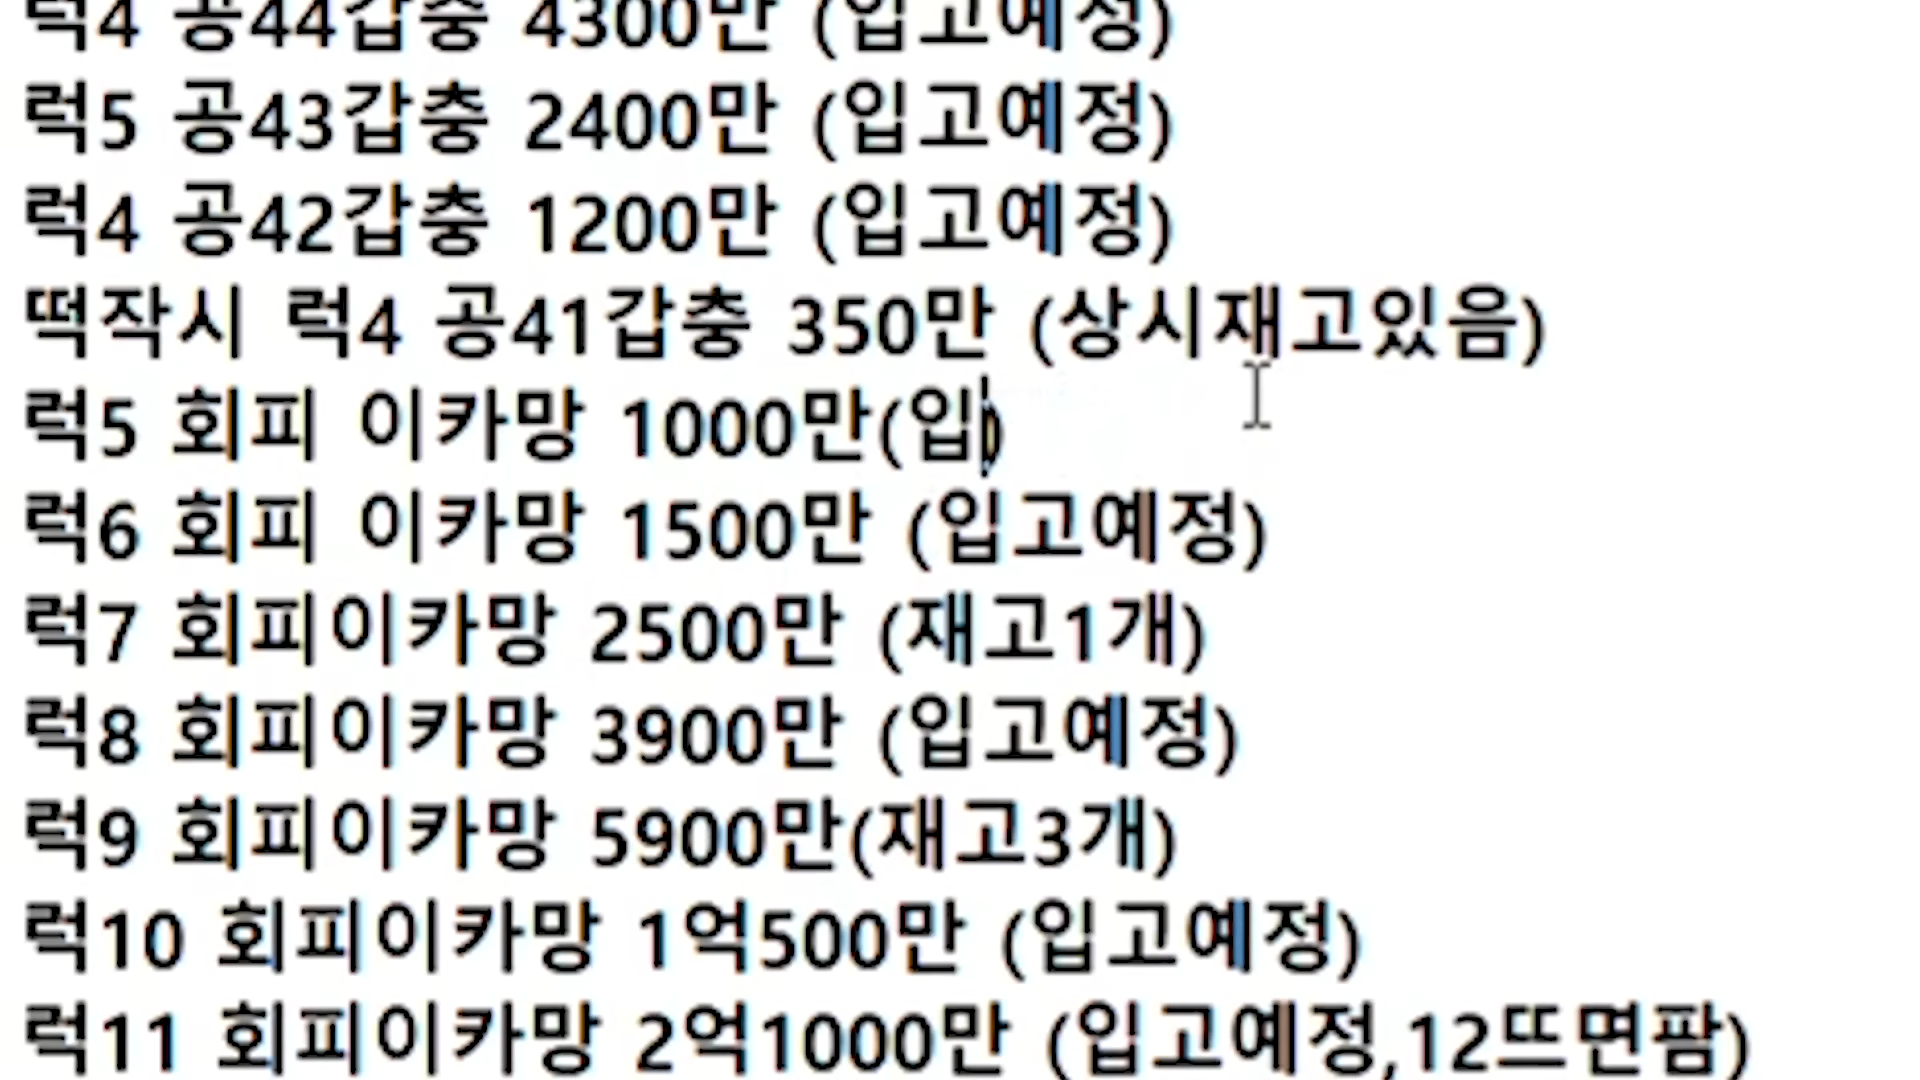 럭4 공44갑충 4300만 (입고예정)
럭5 공43갑충 2400만 (입고예정)
럭4 공42갑충 1200만 (입고예정)
떡작시 럭4 공41갑충 350만 (상시재고있음)
럭5 회피 이카망 1000만(입)
럭6 회피 이카망 1500만 (입고예정)
럭7 회피이카망 2500만 (재고1개)
럭8 회피이카망 3900만 (입고예정)
럭9 회피이카망 5900만(재고3개)
럭10 회피이카망 1억500만 (입고예정)
럭11 회피이카망 2억1000만 (입고예정,12뜨면팜)